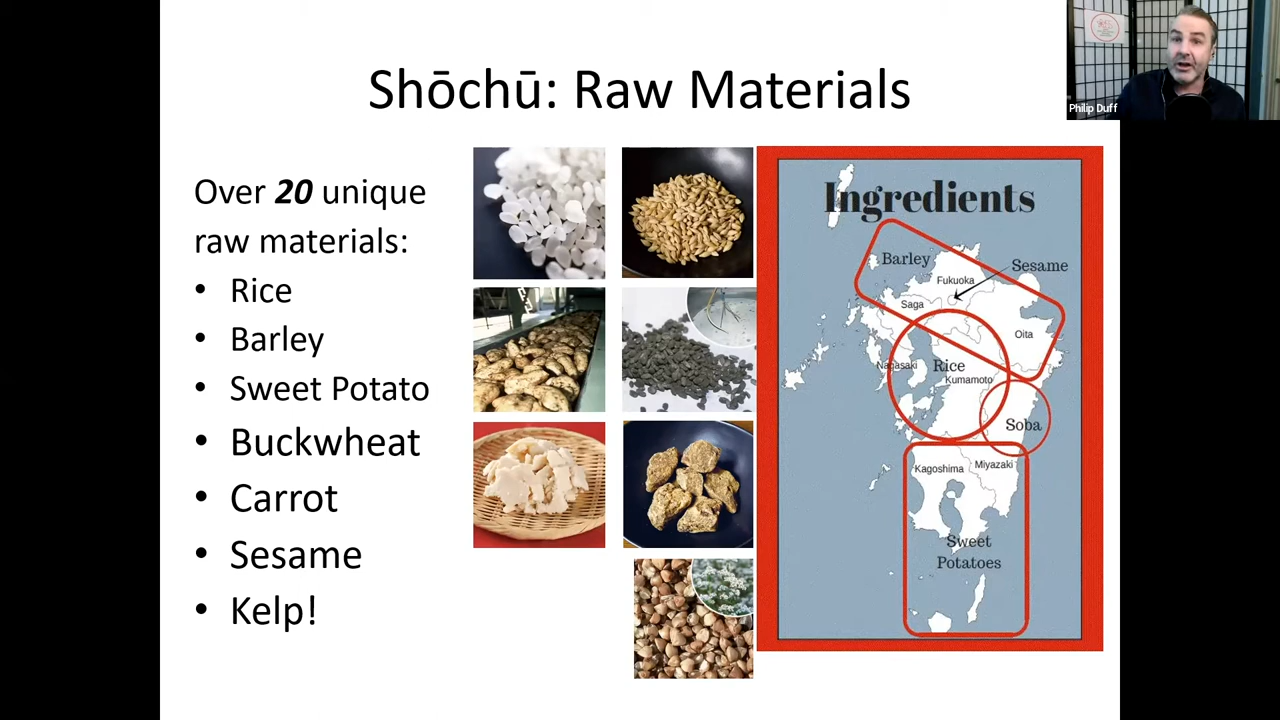 Shōchū: Raw Materials
Philip Duff
Over 20 unique
raw materials:
• Rice
• Barley
• Sweet Potato
• Buckwheat
• Carrot
• Sesame
• Kelp!
Ingredients
Barley
Sesame
Fukuoka
Saga
Oita
Nagasaki
Rice
Kumamoto
Soba
Kagoshima
Miyazaki
Sweet
Potatoes